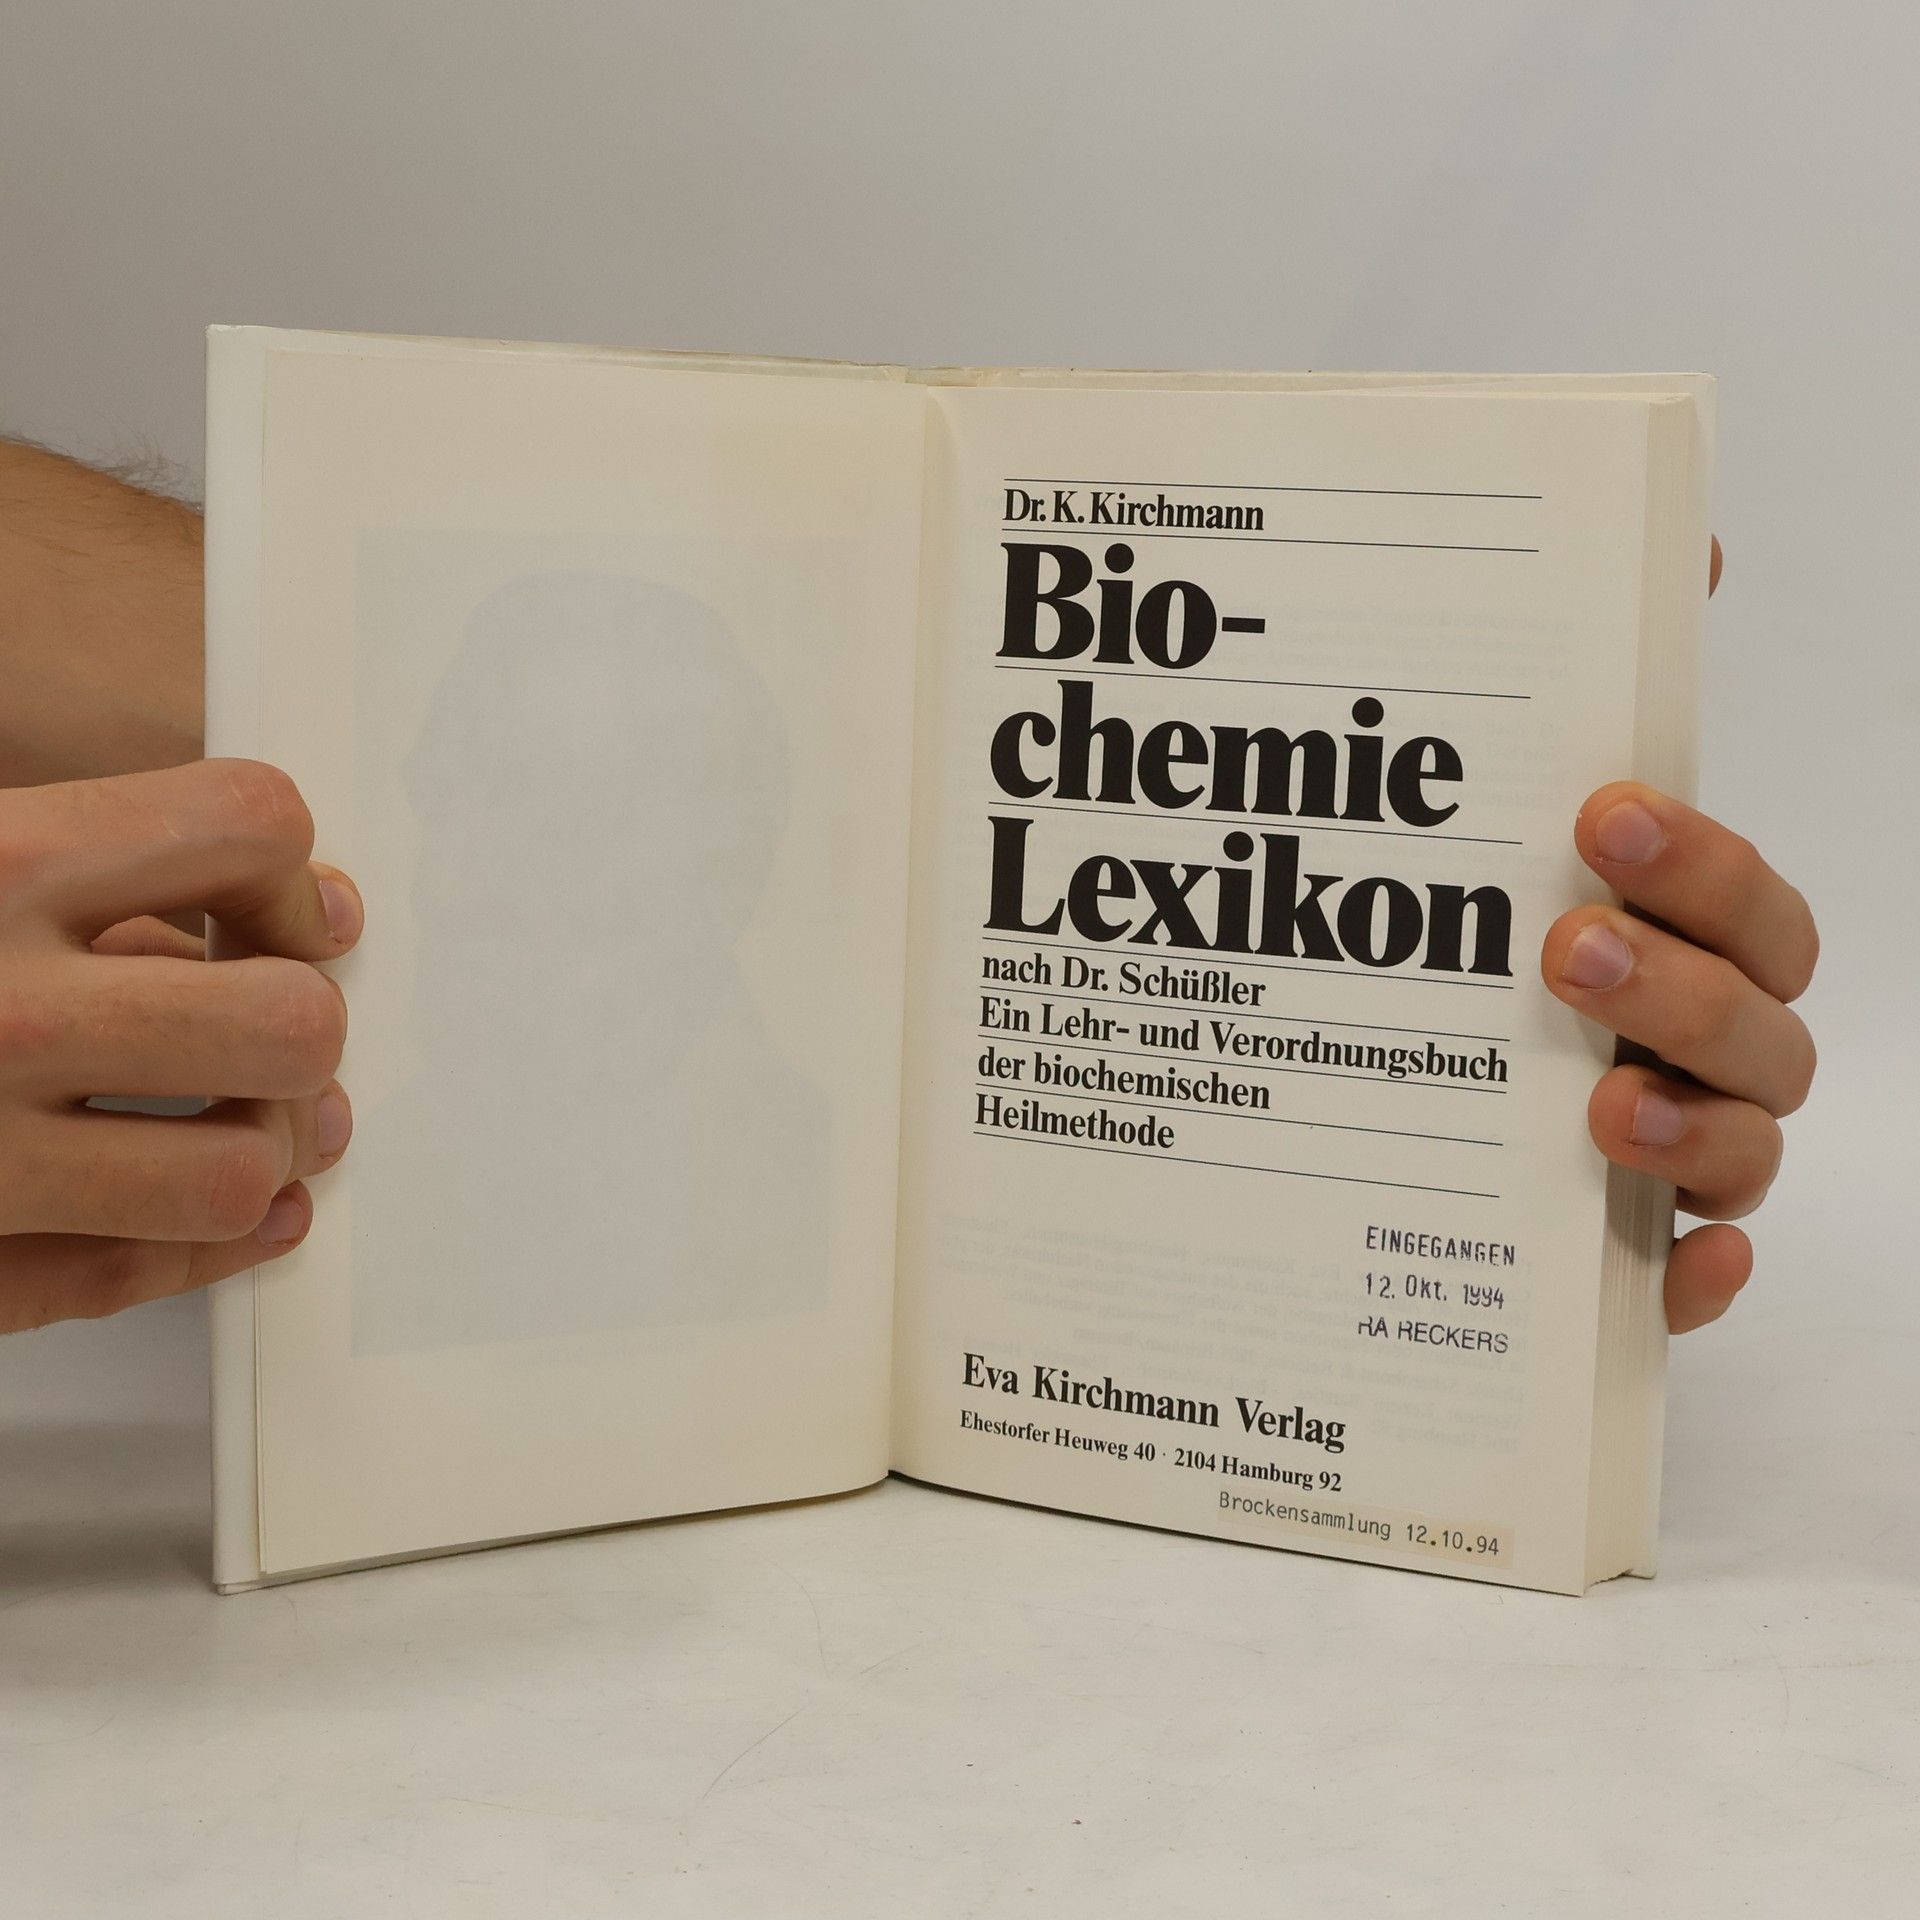 Dr. K. Kirchmann
Bio-
chemie
Lexikon
nach Dr. Schüßler
Ein Lehr- und Verordnungsbuch
der biochemischen
Heilmethode
EINGEGANGEN
12. Okt. 1994
RA RECKERS
Eva Kirchmann Verlag
Ehestorfer Heuweg 40 · 2104 Hamburg 92
Brockensammlung 12.10.94